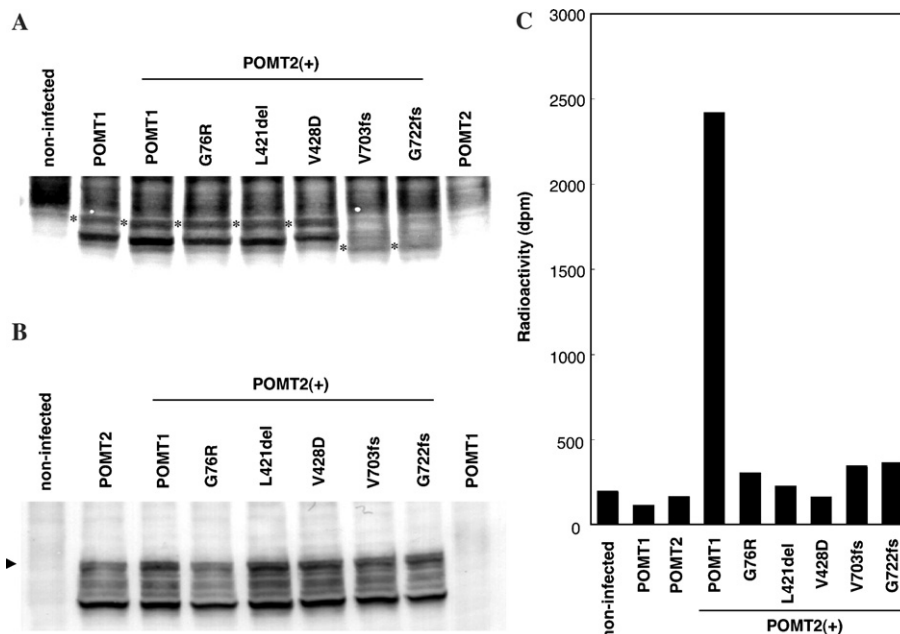 A
POMT2(+)
non-infected
POMT1
POMT1
G76R
L421del
V428D
V703fs
G722fs
POMT2
*
*
*
*
*
*
*
B
POMT2(+)
non-infected
POMT2
POMT1
G76R
L421del
V428D
V703fs
G722fs
POMT1
C
Radioactivity (dpm)
3000
2500
2000
1500
1000
500
0
non-infected
POMT1
POMT2
POMT1
G76R
L421del
V428D
V703fs
G722fs
POMT2(+)